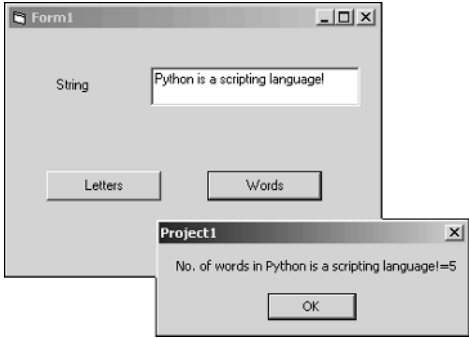 Form1
String
Python is a scripting language!
Letters
Words
Project1
No. of words in Python is a scripting language!=5
OK